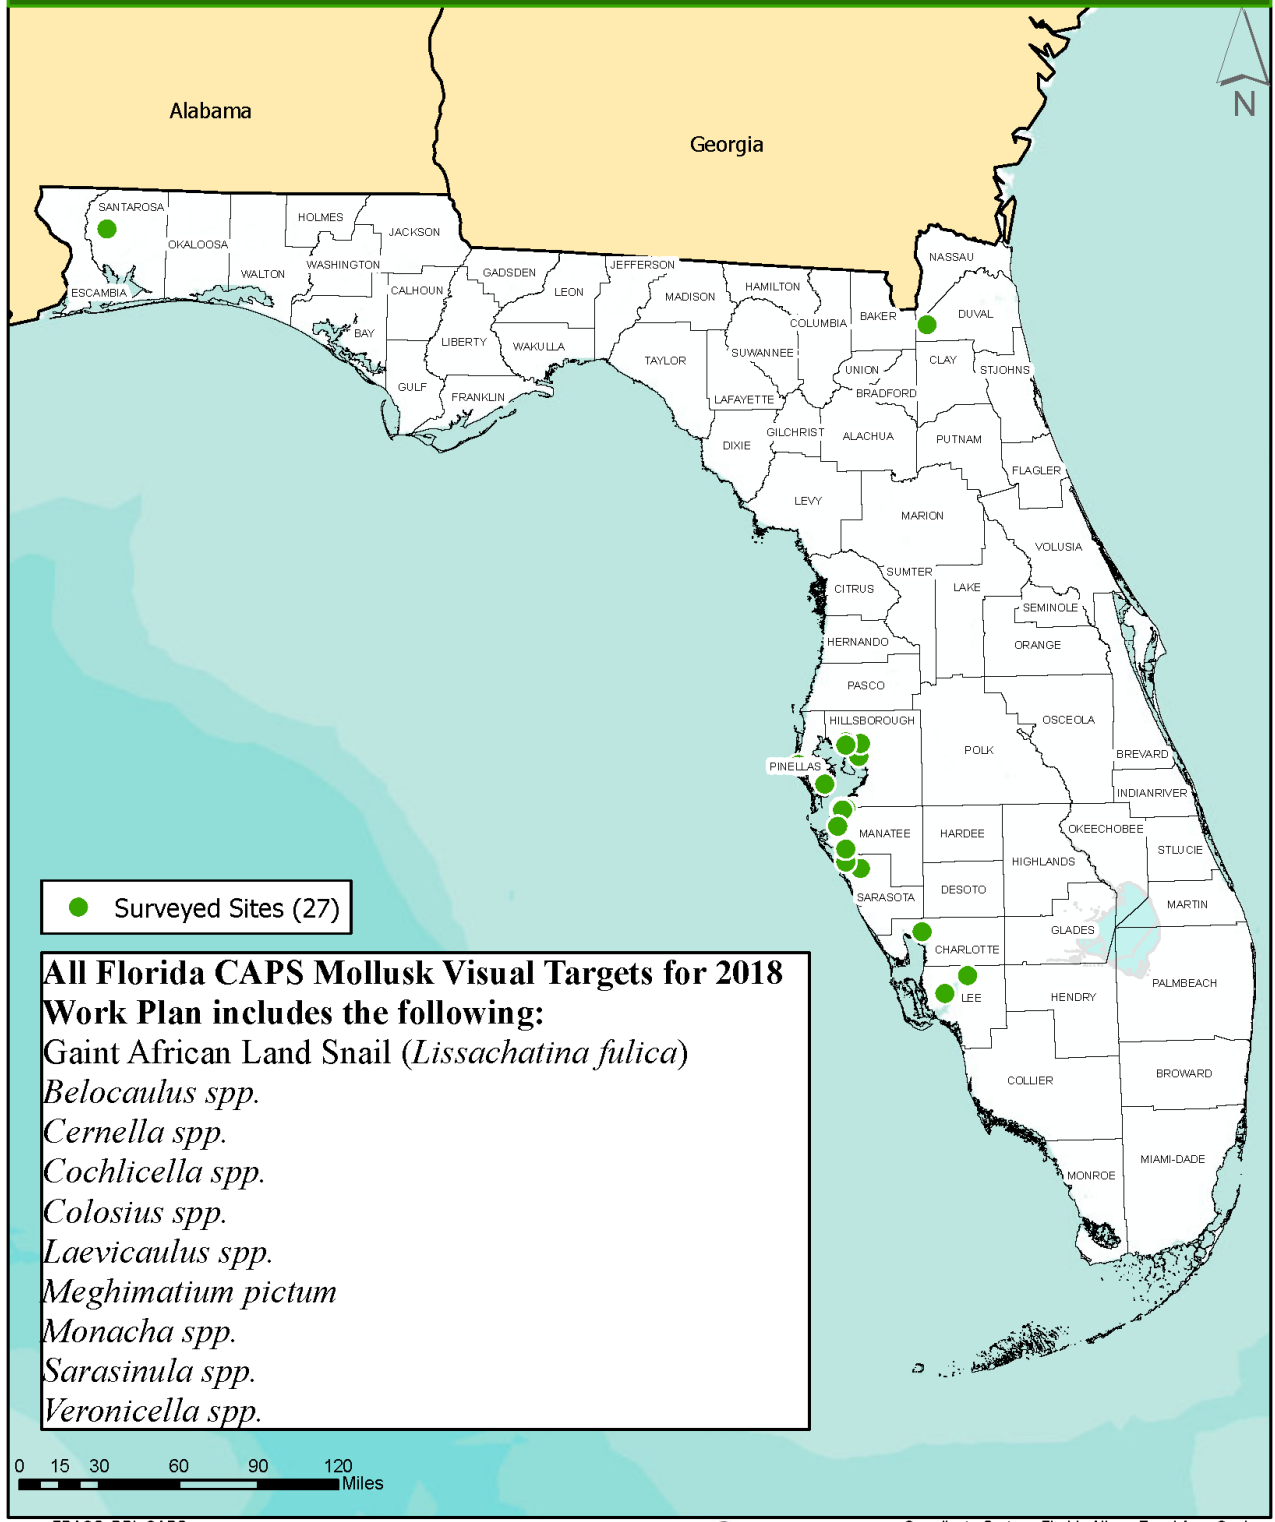 Alabama
Georgia
N
SANTAROSA
HOLMES
JACKSON
OKALOOSA
WALTON
WASHINGTON
ESCAMBIA
CALHOUN
BAY
GULF
LIBERTY
FRANKLIN
GADSDEN
LEON
WAKULLA
JEFFERSON
MADISON
TAYLOR
HAMILTON
COLUMBIA
SUWANNEE
LAFAYETTE
DIXIE
GILCHRIST
BAKER
NASSAU
DUVAL
UNION
BRADFORD
CLAY
STJOHNS
ALACHUA
PUTNAM
FLAGLER
LEVY
MARION
VOLUSIA
CITRUS
SUMTER
LAKE
SEMINOLE
HERNANDO
ORANGE
PASCO
HILLSBOROUGH
OSCEOLA
PINELLAS
POLK
BREVARD
INDIANRIVER
MANATEE
HARDEE
OKEECHOBEE
HIGHLANDS
STLUCIE
SARASOTA
DESOTO
MARTIN
GLADES
CHARLOTTE
LEE
HENDRY
PALMBEACH
COLLIER
BROWARD
MONROE
MIAMI-DADE
Surveyed Sites (27)
All Florida CAPS Mollusk Visual Targets for 2018
Work Plan includes the following:
Gaint African Land Snail (Lissachatina fulica)
Belocaulus spp.
Cernella spp.
Cochlicella spp.
Colosius spp.
Laevicaulus spp.
Meghimatium pictum
Monacha spp.
Sarasinula spp.
Veronicella spp.
0 15 30 60 90 120
Miles